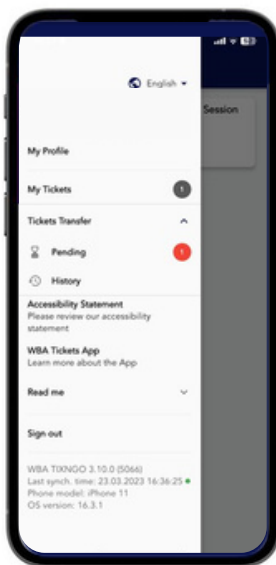 English
Session
My Profile
My Tickets 1
Tickets Transfer
Pending 1
History
Accessibility Statement
Please review our accessibility
statement
WBA Tickets App
Learn more about the App
Read me
Sign out
WBA TIXNGO 3.10.0 (5066)
Last synch. time: 23.03.2023 16:36:25
Phone model: iPhone 11
OS version: 16.3.1